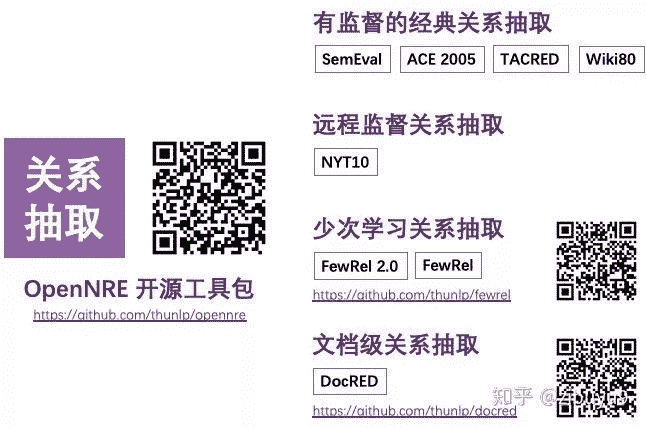 关系
抽取
OpenNRE 开源工具包
https://github.com/thunlp/opennre
有监督的经典关系抽取
SemEval ACE 2005 TACRED Wiki80
远程监督关系抽取
NYT10
少次学习关系抽取
FewRel 2.0 FewRel
https://github.com/thunlp/fewrel
文档级关系抽取
DocRED
https://github.com/thunlp/docred
知乎